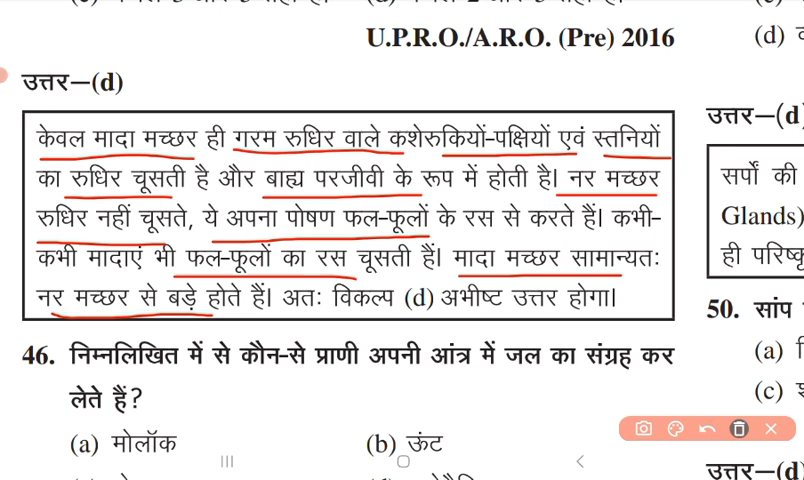 U.P.R.O./A.R.O. (Pre) 2016
उत्तर—(d)
केवल मादा मच्छर ही गरम रुधिर वाले कशेरुकियों-पक्षियों एवं स्तनियों
का रुधिर चूसती है और बाह्य परजीवी के रूप में होती है। नर मच्छर
रुधिर नहीं चूसते, ये अपना पोषण फल-फूलों के रस से करते हैं। कभी-
कभी मादाएं भी फल-फूलों का रस चूसती हैं। मादा मच्छर सामान्यतः
नर मच्छर से बड़े होते हैं। अतः विकल्प (d) अभीष्ट उत्तर होगा।
46. निम्नलिखित में से कौन-से प्राणी अपनी आंत्र में जल का संग्रह कर
लेते हैं?
(a) मोलॉक (b) ऊंट
(d)
उत्तर—(d)
सर्पों की
Glands)
ही
50. सांप
(a)
(c)
उत्तर—(d)